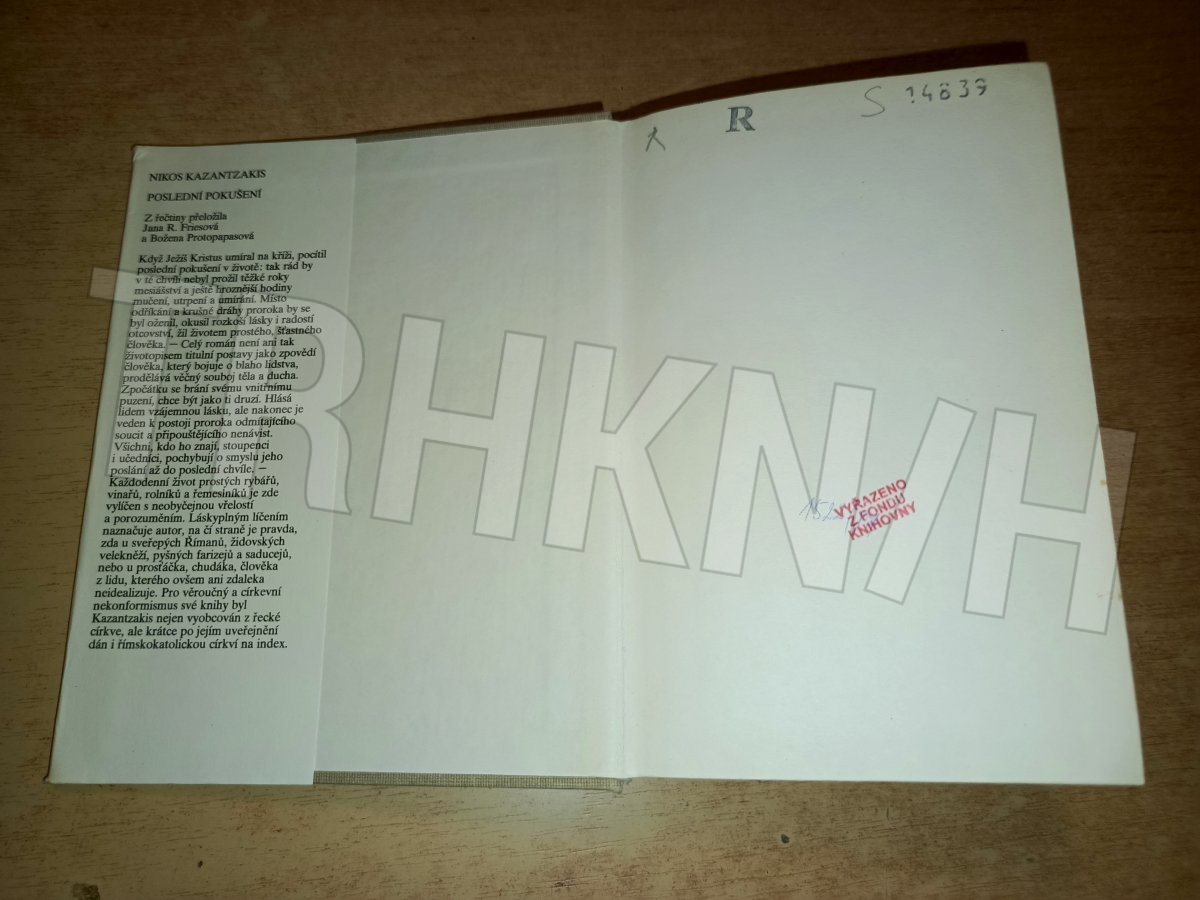 NIKOS KAZANTZAKIS
POSLEDNÍ POKUŠENÍ
Z řečtiny přeložila
Jana R. Friesová
a Božena Protopapasová
Když Ježíš Kristus umíral na kříži, pocítil
poslední pokušení v životě: tak rád by
v té chvíli nebyl prožil těžké roky
mesiášství a ještě hroznější hodiny
mučení, utrpení a umírání. Místo
odříkání a krušné dráhy proroka by se
byl oženil, okusil rozkoší lásky i radostí
otcovství, žil životem prostého, šťastného
člověka. — Celý román není ani tak
životopisem titulní postavy jako zpovědí
člověka, který bojuje o blaho lidstva,
prodělává věčný souboj těla a ducha.
Zpočátku se brání svému vnitřnímu
puzení, chce být jako ti druzí. Hlásá
lidem vzájemnou lásku, ale nakonec je
veden k postoji proroka odmítajícího
soucit a připouštějícího nenávist.
Všichni, kdo ho znají, stoupenci
i učedníci, pochybují o smyslu jeho
poslání až do poslední chvíle. —
Každodenní život prostých rybářů,
vinařů, rolníků a řemeslníků je zde
vylíčen s neobyčejnou vřelostí
a porozuměním. Láskyplným líčením
naznačuje autor, na čí straně je pravda,
zda u sveřepých Římanů, židovských
velekněží, pyšných farizejů a saducejů,
nebo u prosťáčka, chudáka, člověka
z lidu, kterého ovšem ani zdaleka
neidealizuje. Pro věroučný a církevní
nekonformismus své knihy byl
Kazantzakis nejen vyobcován z řecké
církve, ale krátce po jejím uveřejnění
dán i římskokatolickou církví na index.
R
S 14839
VYŘAZENO
Z FONDU
KNIHOVNY
TRHKNIH